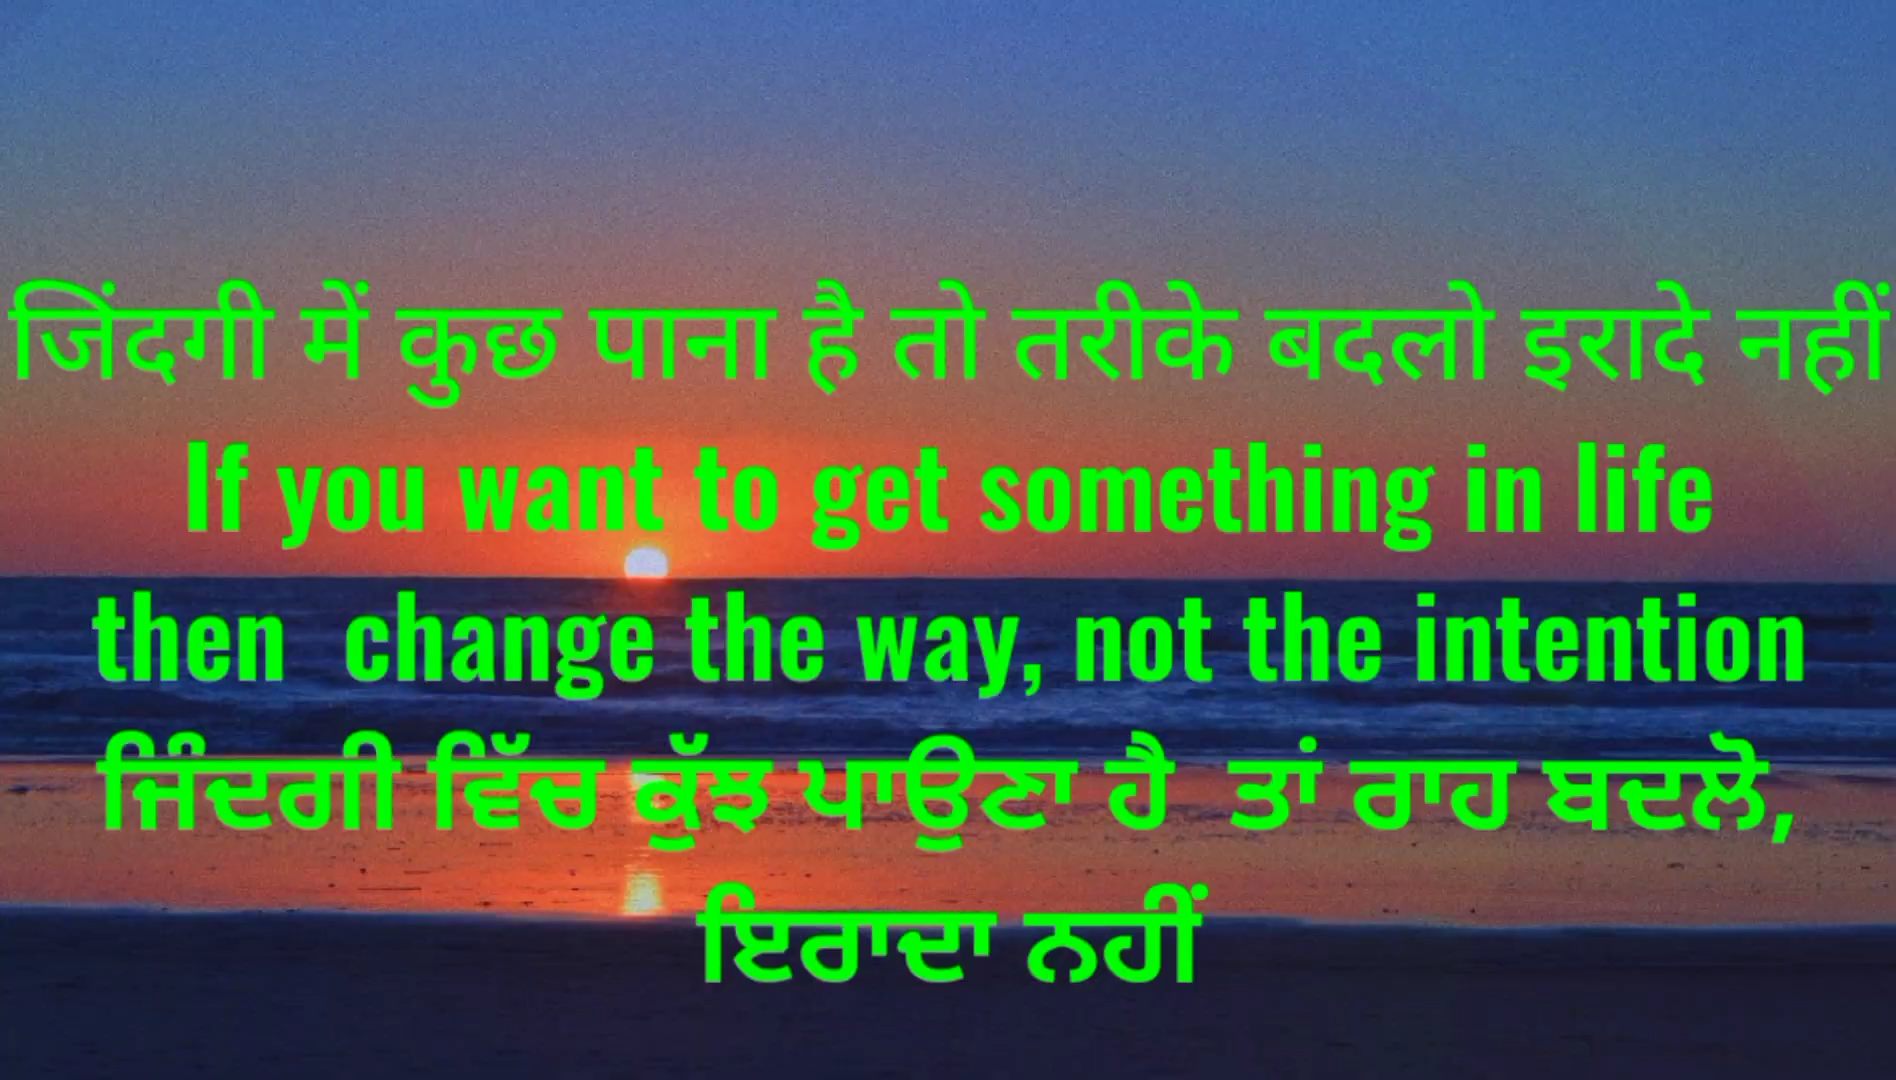 जिंदगी में कुछ पाना है तो तरीके बदलो इरादे नहीं
If you want to get something in life
then  change the way, not the intention
ਜਿੰਦਗੀ ਵਿੱਚ ਕੁੱਝ ਪਾਉਣਾ ਹੈ  ਤਾਂ ਰਾਹ ਬਦਲੋ,
ਇਰਾਦਾ ਨਹੀਂ